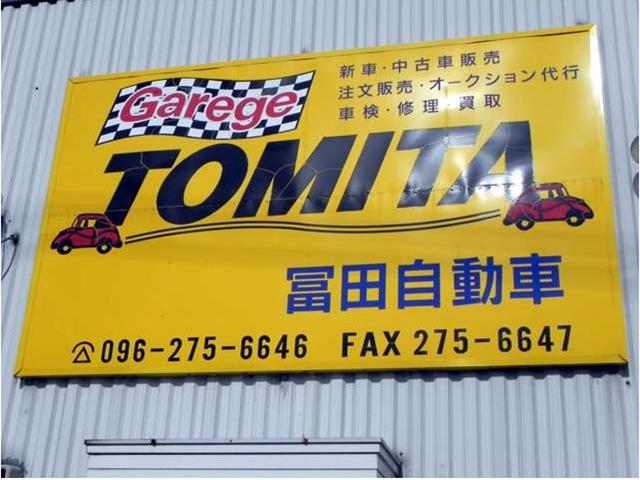 Garege
新車・中古車販売
注文販売・オークション代行
車検・修理・買取
TOMITA
冨田自動車
☎096-275-6646 FAX 275-6647